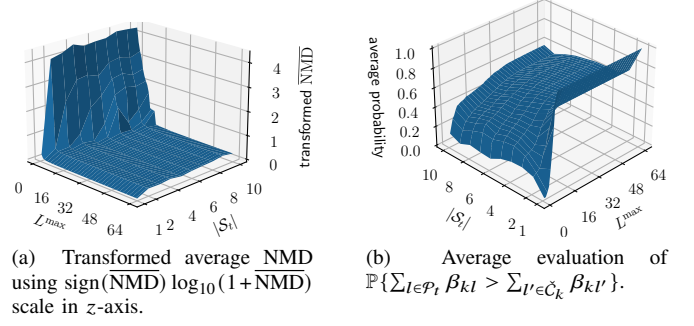 (a)
(b)
transformed NMD
4
3
2
1
0
0
16
32
48
64
L^max
1 2 4 6 8 10
|S_t|
average probability
1.0
0.8
0.6
0.4
0.2
0.0
10
8
6
4
2
1
|S_t|
0
16
32
48
64
L^max
(a) Transformed average NMD
using sign(N̅M̅D̅) log₁₀(1+N̅M̅D̅)
scale in z-axis.
(b) Average evaluation of
ℙ{∑_{l∈𝒫_t} β_{kl} > ∑_{l′∈Č_k} β_{kl′}}.